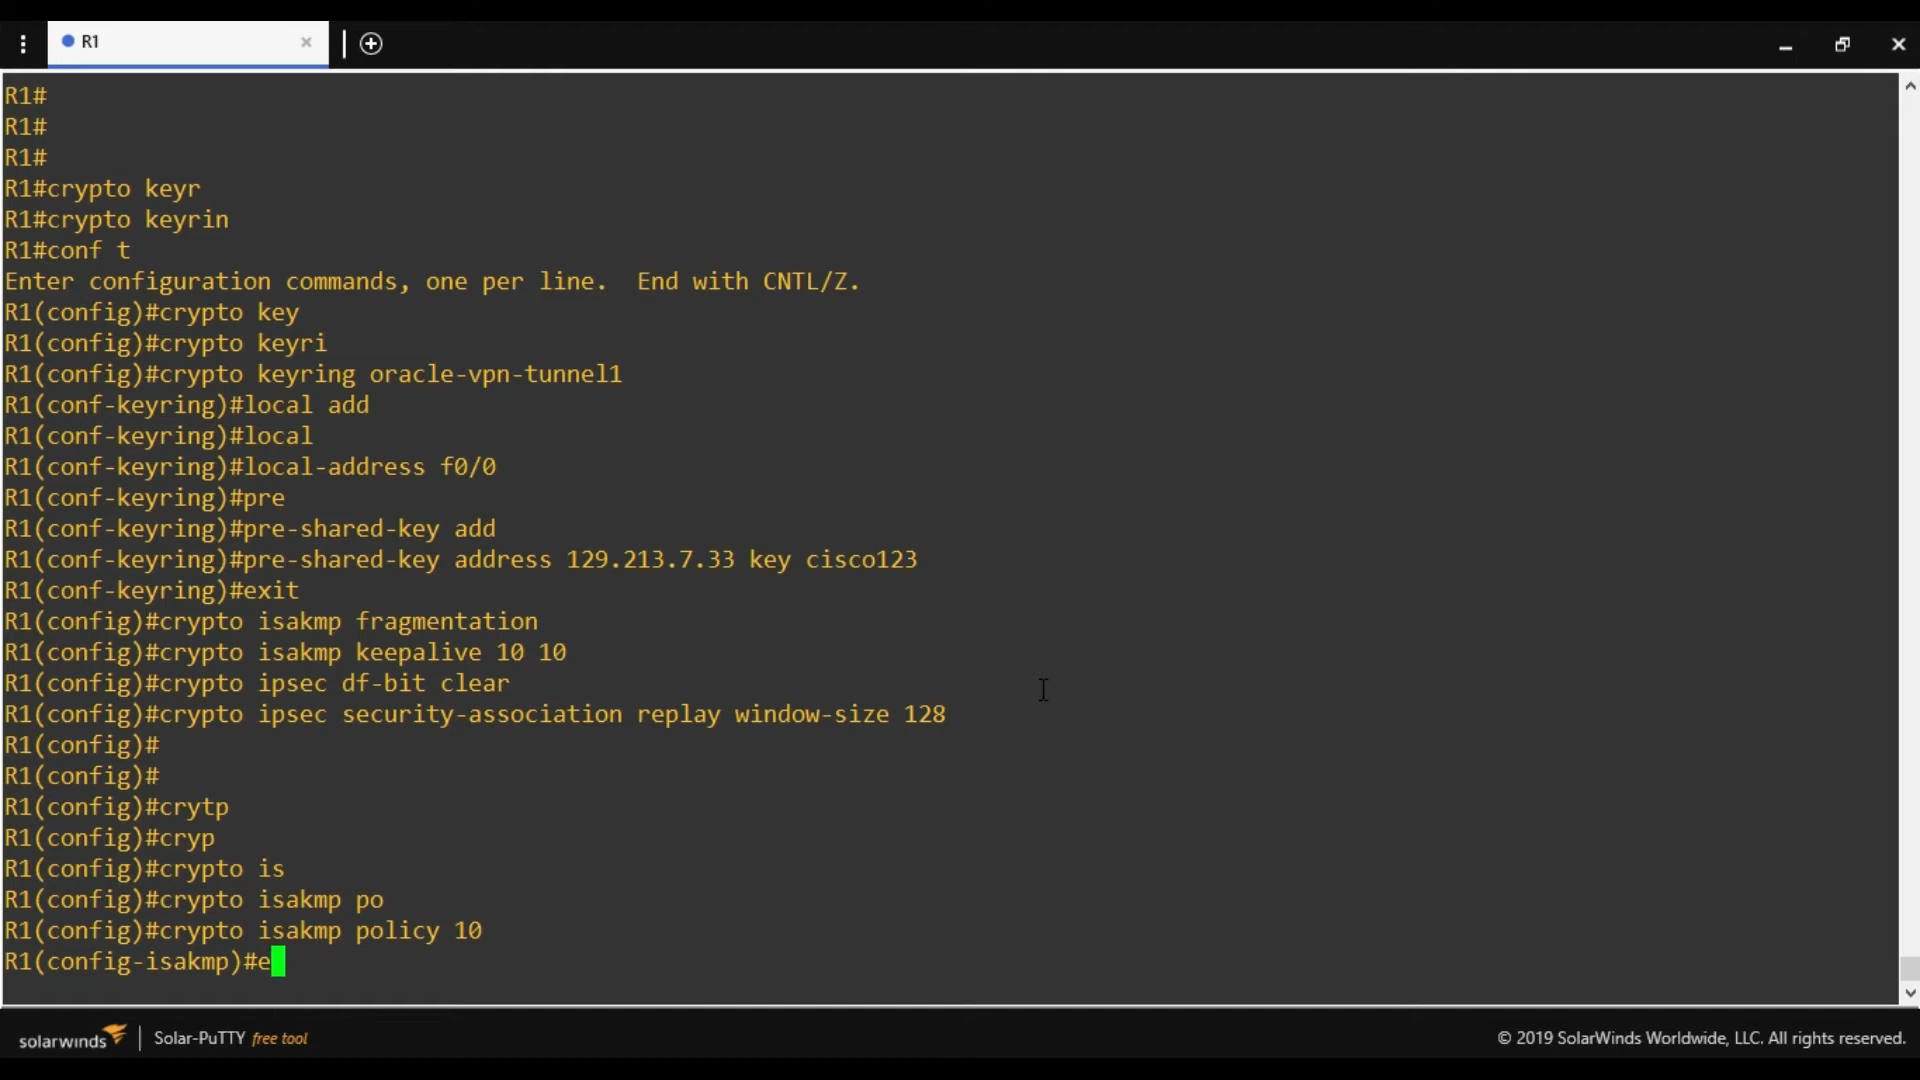 R1
R1#
R1#
R1#
R1#crypto keyr
R1#crypto keyrin
R1#conf t
Enter configuration commands, one per line.  End with CNTL/Z.
R1(config)#crypto key
R1(config)#crypto keyri
R1(config)#crypto keyring oracle-vpn-tunnel1
R1(conf-keyring)#local add
R1(conf-keyring)#local
R1(conf-keyring)#local-address f0/0
R1(conf-keyring)#pre
R1(conf-keyring)#pre-shared-key add
R1(conf-keyring)#pre-shared-key address 129.213.7.33 key cisco123
R1(conf-keyring)#exit
R1(config)#crypto isakmp fragmentation
R1(config)#crypto isakmp keepalive 10 10
R1(config)#crypto ipsec df-bit clear
R1(config)#crypto ipsec security-association replay window-size 128
R1(config)#
R1(config)#
R1(config)#crytp
R1(config)#cryp
R1(config)#crypto is
R1(config)#crypto isakmp po
R1(config)#crypto isakmp policy 10
R1(config-isakmp)#e
solarwinds | Solar-PuTTY free tool
© 2019 SolarWinds Worldwide, LLC. All rights reserved.